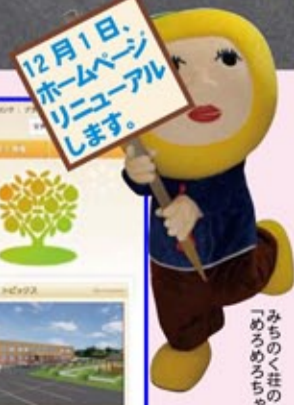 12月1日、
ホームページ
リニューアル
します。
トピックス
みちのく荘の
「めろめろちゃ